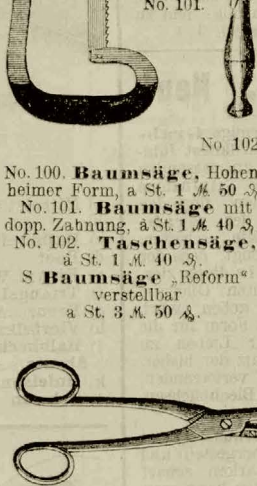 No. 101.
No. 102
No. 100. Baumsäge, Hohen
heimer Form, a St. 1 ℳ 50 ₰
No. 101. Baumsäge mit
dopp. Zahnung, à St. 1 ℳ 40 ₰
No. 102. Taschensäge,
à St. 1 ℳ. 40 ₰.
S Baumsäge „Reform“
verstellbar
a St. 3 ℳ. 50 ₰.